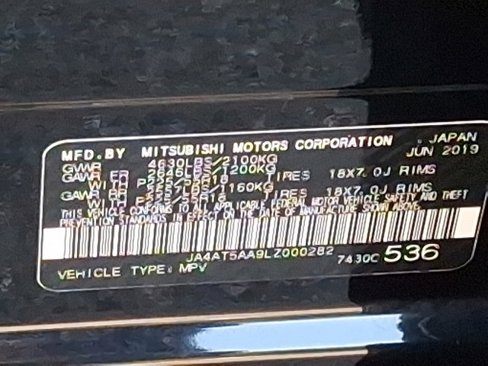 MFD. BY MITSUBISHI MOTORS CORPORATION, JAPAN
GVWR 4630LBS/2100KG JUN 2019
GAWR FR 2646LBS/1200KG
WITH TIRES 18X7.0J RIMS
GAWR RR /1160KG
WITH TIRES 18X7.0J RIMS
THIS VEHICLE CONFORMS TO ALL APPLICABLE FEDERAL MOTOR VEHICLE SAFETY AND THEFT
PREVENTION STANDARDS IN EFFECT ON THE DATE OF MANUFACTURE SHOWN ABOVE.
JA4AT5AA9LZ000282 7430C 536
VEHICLE TYPE: MPV